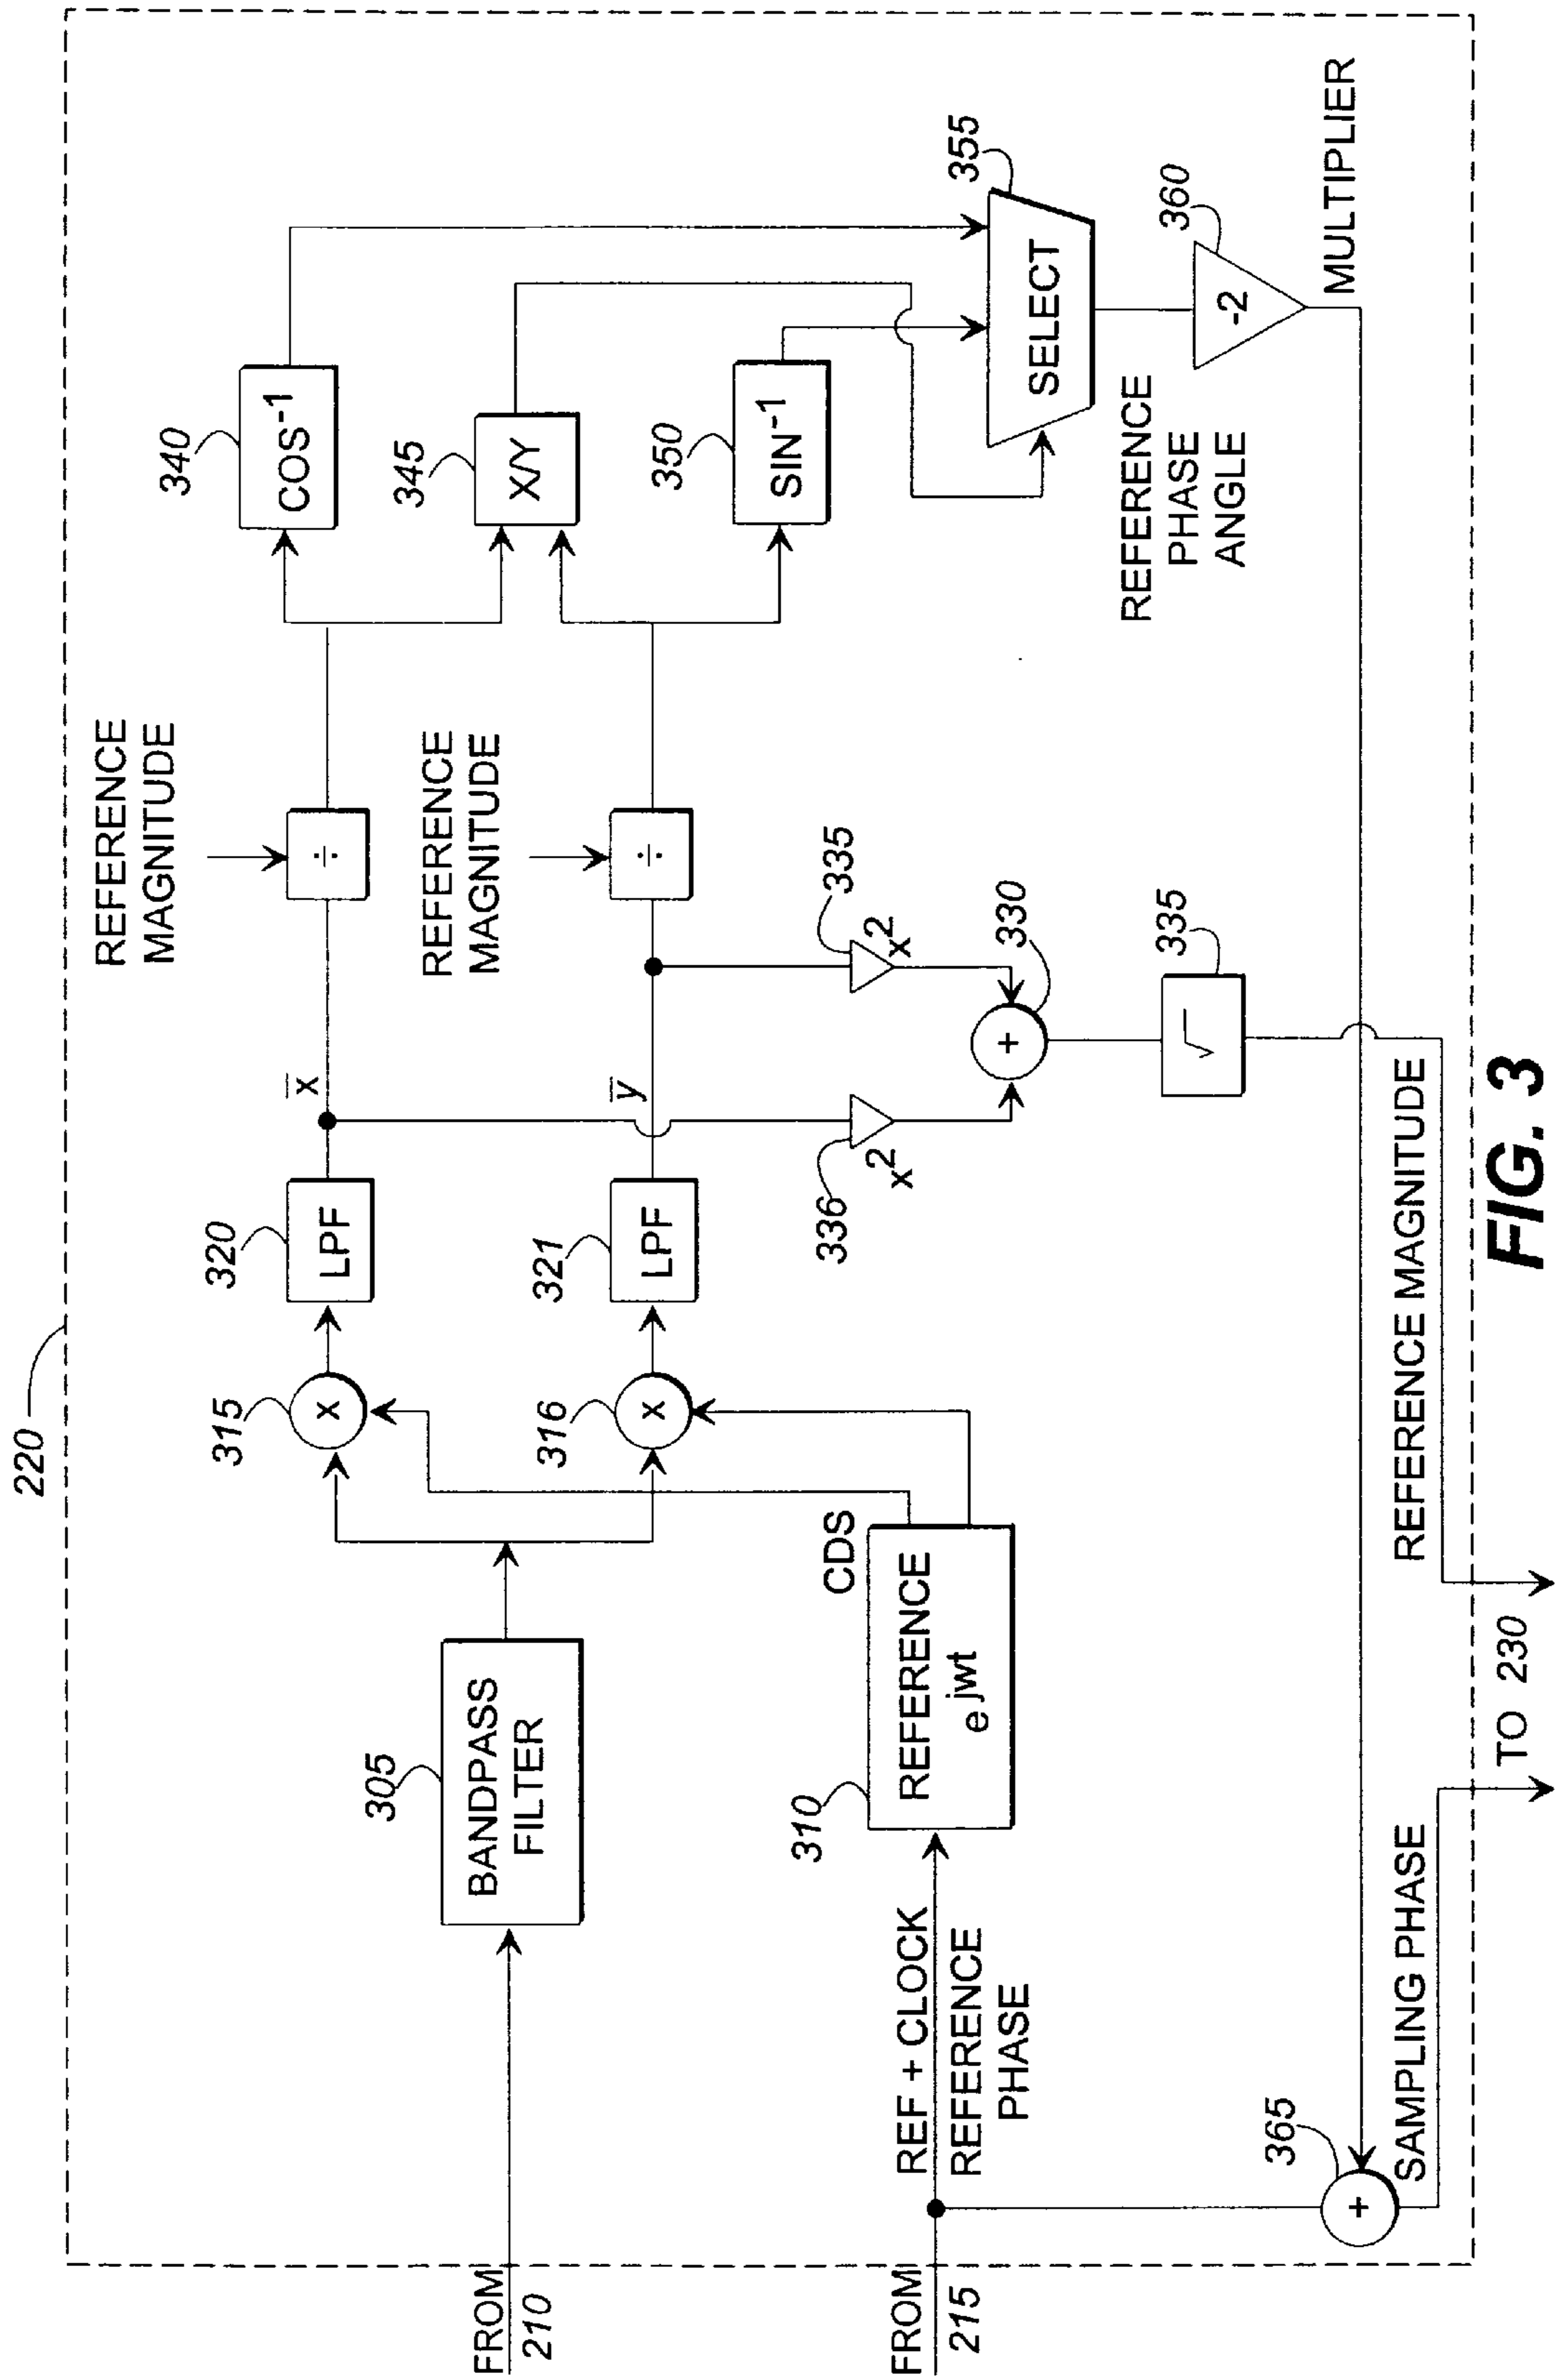 220
REFERENCE
MAGNITUDE
340
COS⁻¹
315
X
320
LPF
x̅
÷
REFERENCE
MAGNITUDE
345
X/Y
305
BANDPASS
FILTER
FROM
210
316
X
321
LPF
y̅
÷
350
SIN⁻¹
336
x²
335
x²
330
+
335
√
CDS
310
REFERENCE
e^jwt
FROM
215
REF + CLOCK
REFERENCE
PHASE
355
SELECT
REFERENCE
PHASE
ANGLE
360
-2
MULTIPLIER
365
+
SAMPLING PHASE
REFERENCE MAGNITUDE
TO 230
FIG. 3